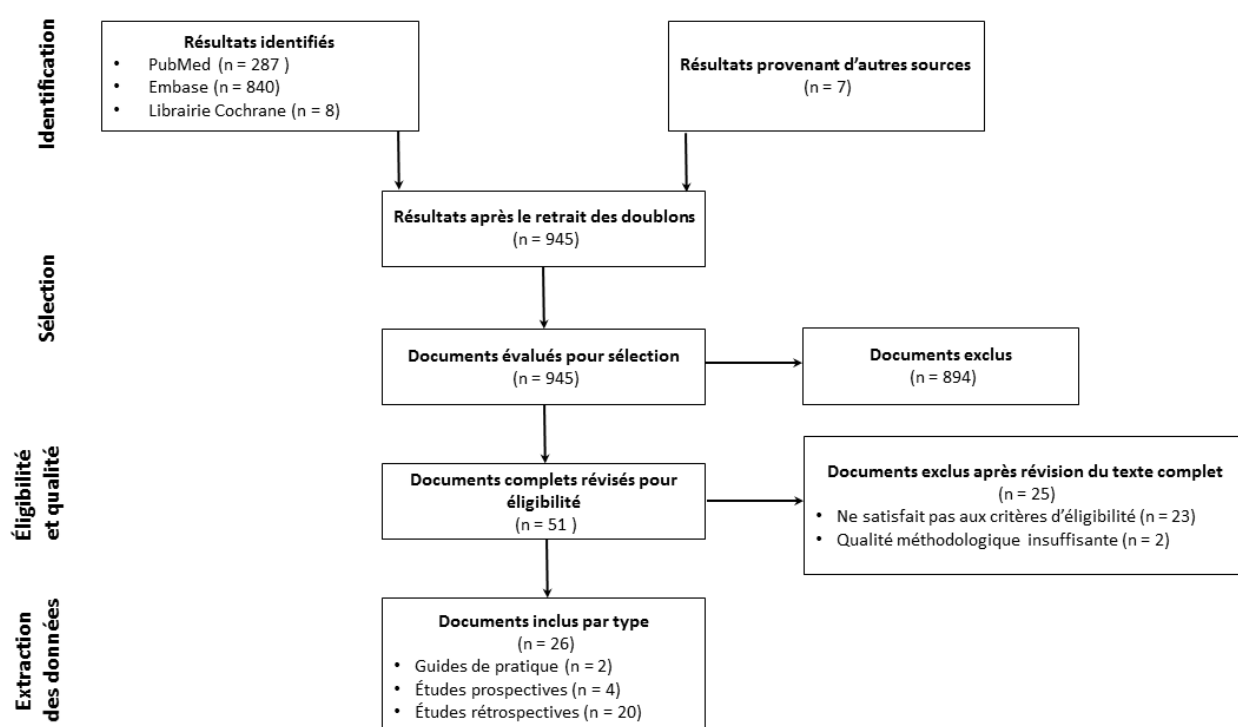 Identification
Résultats identifiés
• PubMed (n = 287 )
• Embase (n = 840)
• Librairie Cochrane (n = 8)
Résultats provenant d’autres sources
(n = 7)
Sélection
Résultats après le retrait des doublons
(n = 945)
Documents évalués pour sélection
(n = 945)
Documents exclus
(n = 894)
Éligibilité
et qualité
Documents complets révisés pour
éligibilité
(n = 51 )
Documents exclus après révision du texte complet
(n = 25)
• Ne satisfait pas aux critères d’éligibilité (n = 23)
• Qualité méthodologique insuffisante (n = 2)
Extraction
des données
Documents inclus par type
(n = 26)
• Guides de pratique (n = 2)
• Études prospectives (n = 4)
• Études rétrospectives (n = 20)